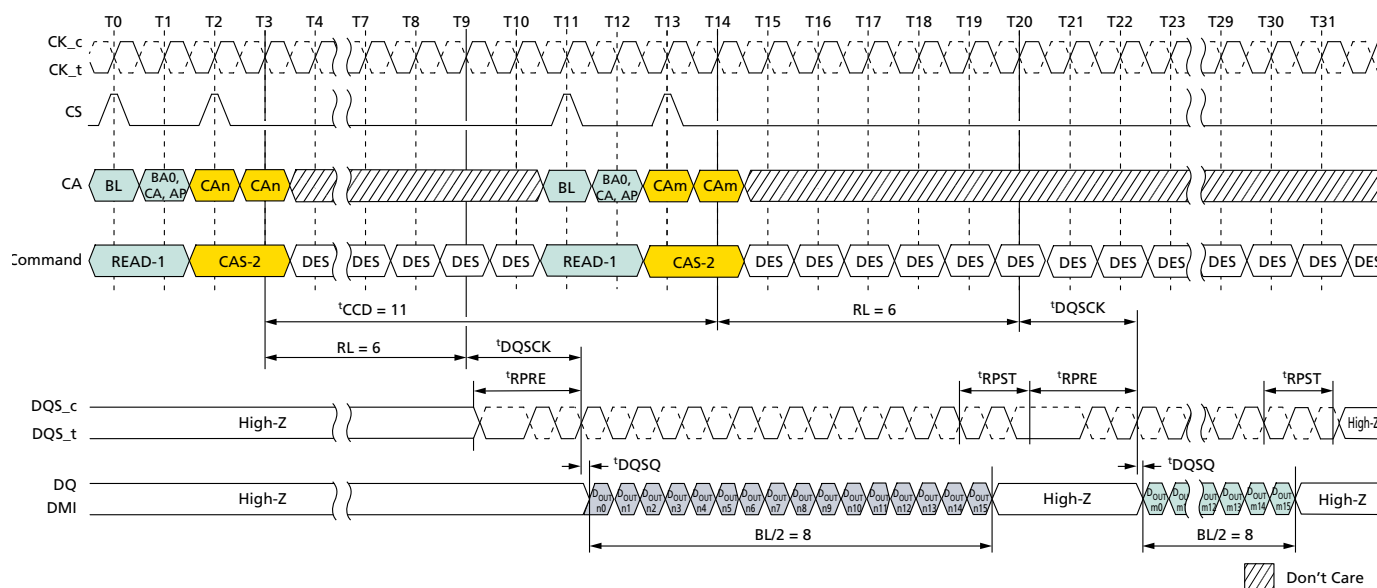 T0 T1 T2 T3 T4 T7 T8 T9 T10 T11 T12 T13 T14 T15 T16 T17 T18 T19 T20 T21 T22 T23 T29 T30 T31
CK_c
CK_t
CS
CA BL BA0, CA, AP CAn CAn BL BA0, CA, AP CAm CAm
Command READ-1 CAS-2 DES DES DES DES DES READ-1 CAS-2 DES DES DES DES DES DES DES DES DES DES DES DES DES
tCCD = 11 RL = 6 tDQSCK
RL = 6 tDQSCK
tRPRE tRPST tRPRE tRPST
DQS_c
High-Z High-Z
DQS_t
tDQSQ tDQSQ
DQ
High-Z DOUT n0 DOUT n1 DOUT n2 DOUT n3 DOUT n4 DOUT n5 DOUT n6 DOUT n7 DOUT n8 DOUT n9 DOUT n10 DOUT n11 DOUT n12 DOUT n13 DOUT n14 DOUT n15 High-Z DOUT m0 DOUT m12 DOUT m13 DOUT m14 DOUT m15 High-Z
DMI
BL/2 = 8 BL/2 = 8
Don't Care